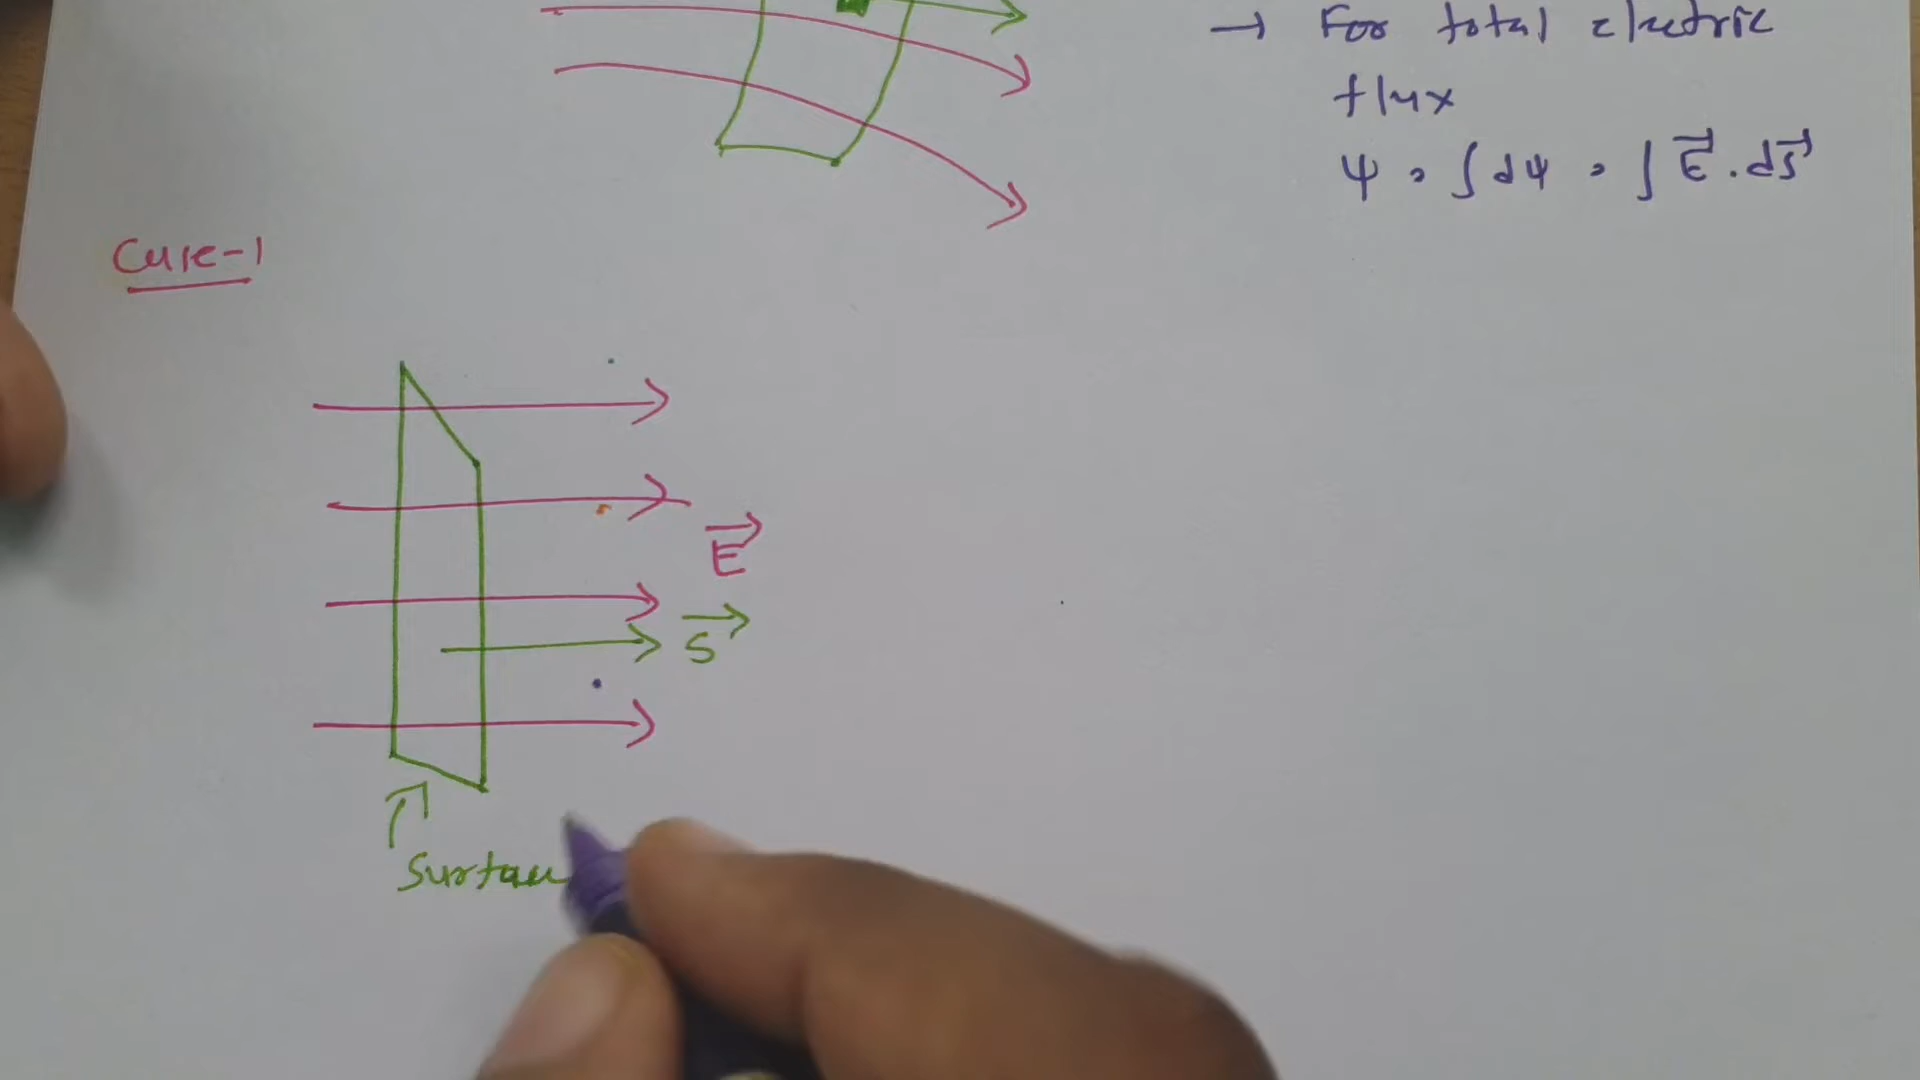 → For total electric
flux
ψ = ∫ dψ = ∫ E⃗ . dS⃗
Case-1
E⃗
S⃗
Surface